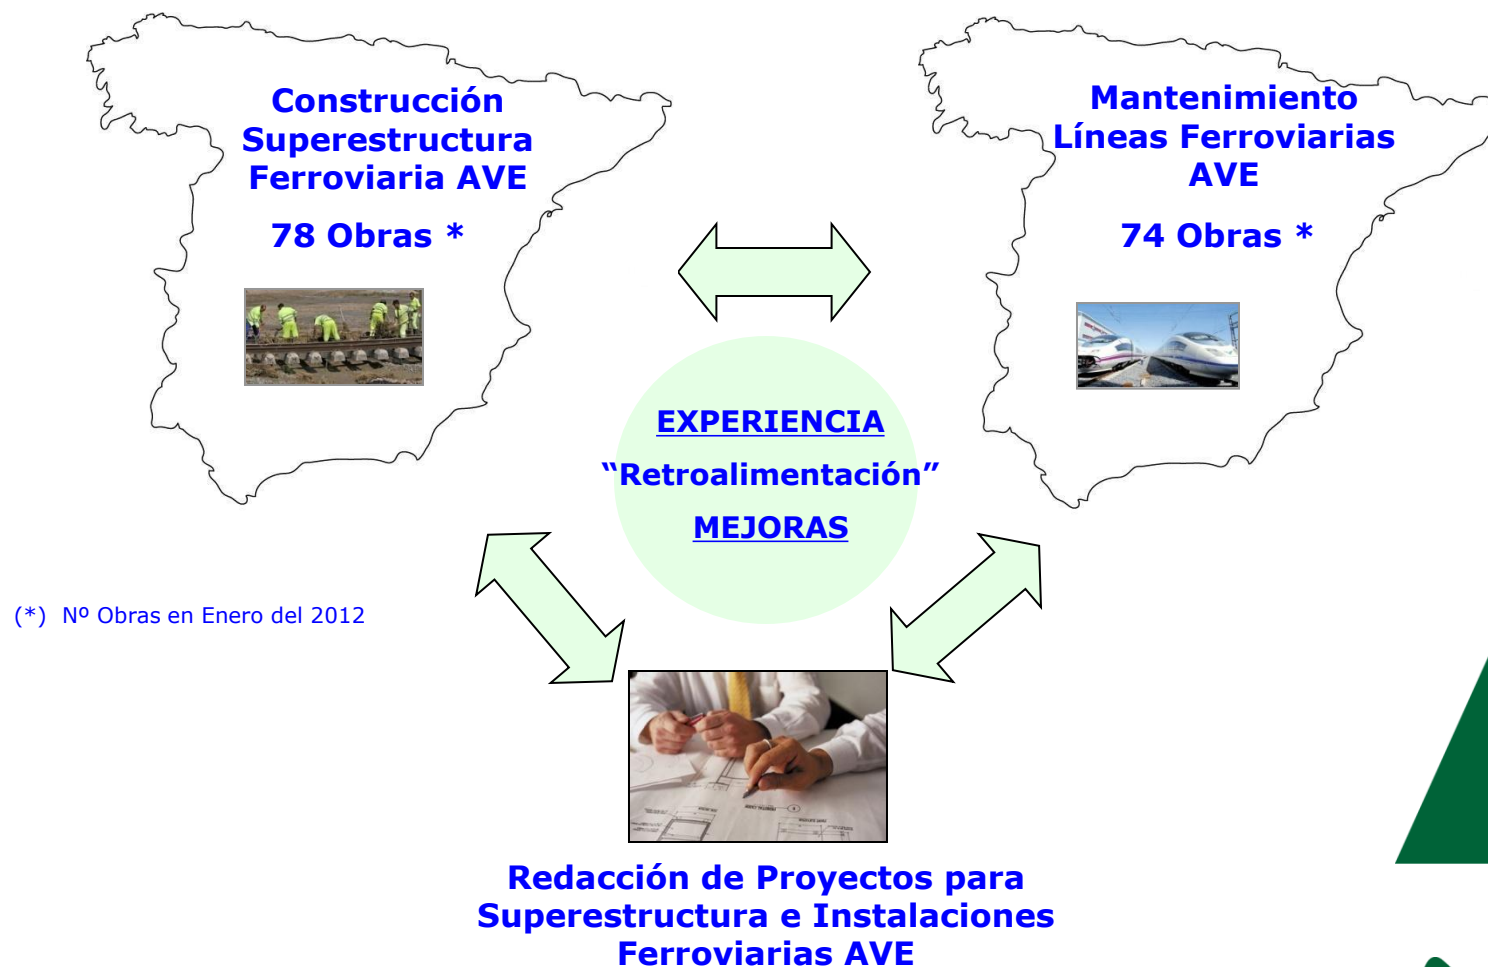 Construcción
Superestructura
Ferroviaria AVE
78 Obras *
Mantenimiento
Líneas Ferroviarias
AVE
74 Obras *
EXPERIENCIA
“Retroalimentación”
MEJORAS
(*) Nº Obras en Enero del 2012
Redacción de Proyectos para
Superestructura e Instalaciones
Ferroviarias AVE